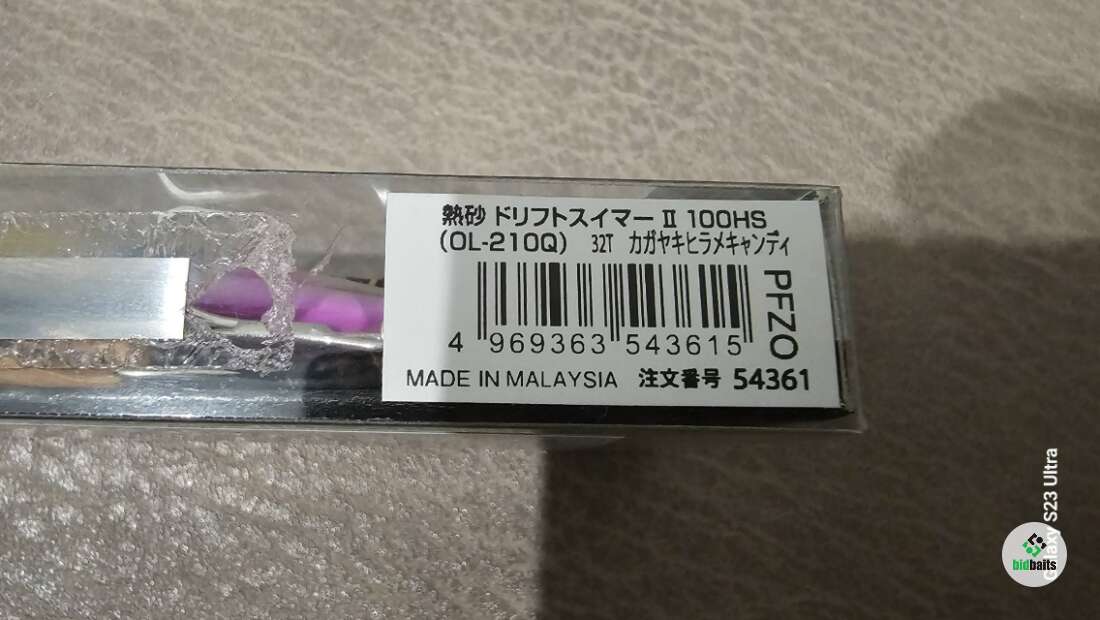 熱砂 ドリフトスイマーⅡ 100HS
(OL-210Q) 32T カガヤキヒラメキャンディ
4 969363 543615
PFZO
MADE IN MALAYSIA 注文番号 54361
Galaxy S23 Ultra
bidbaits